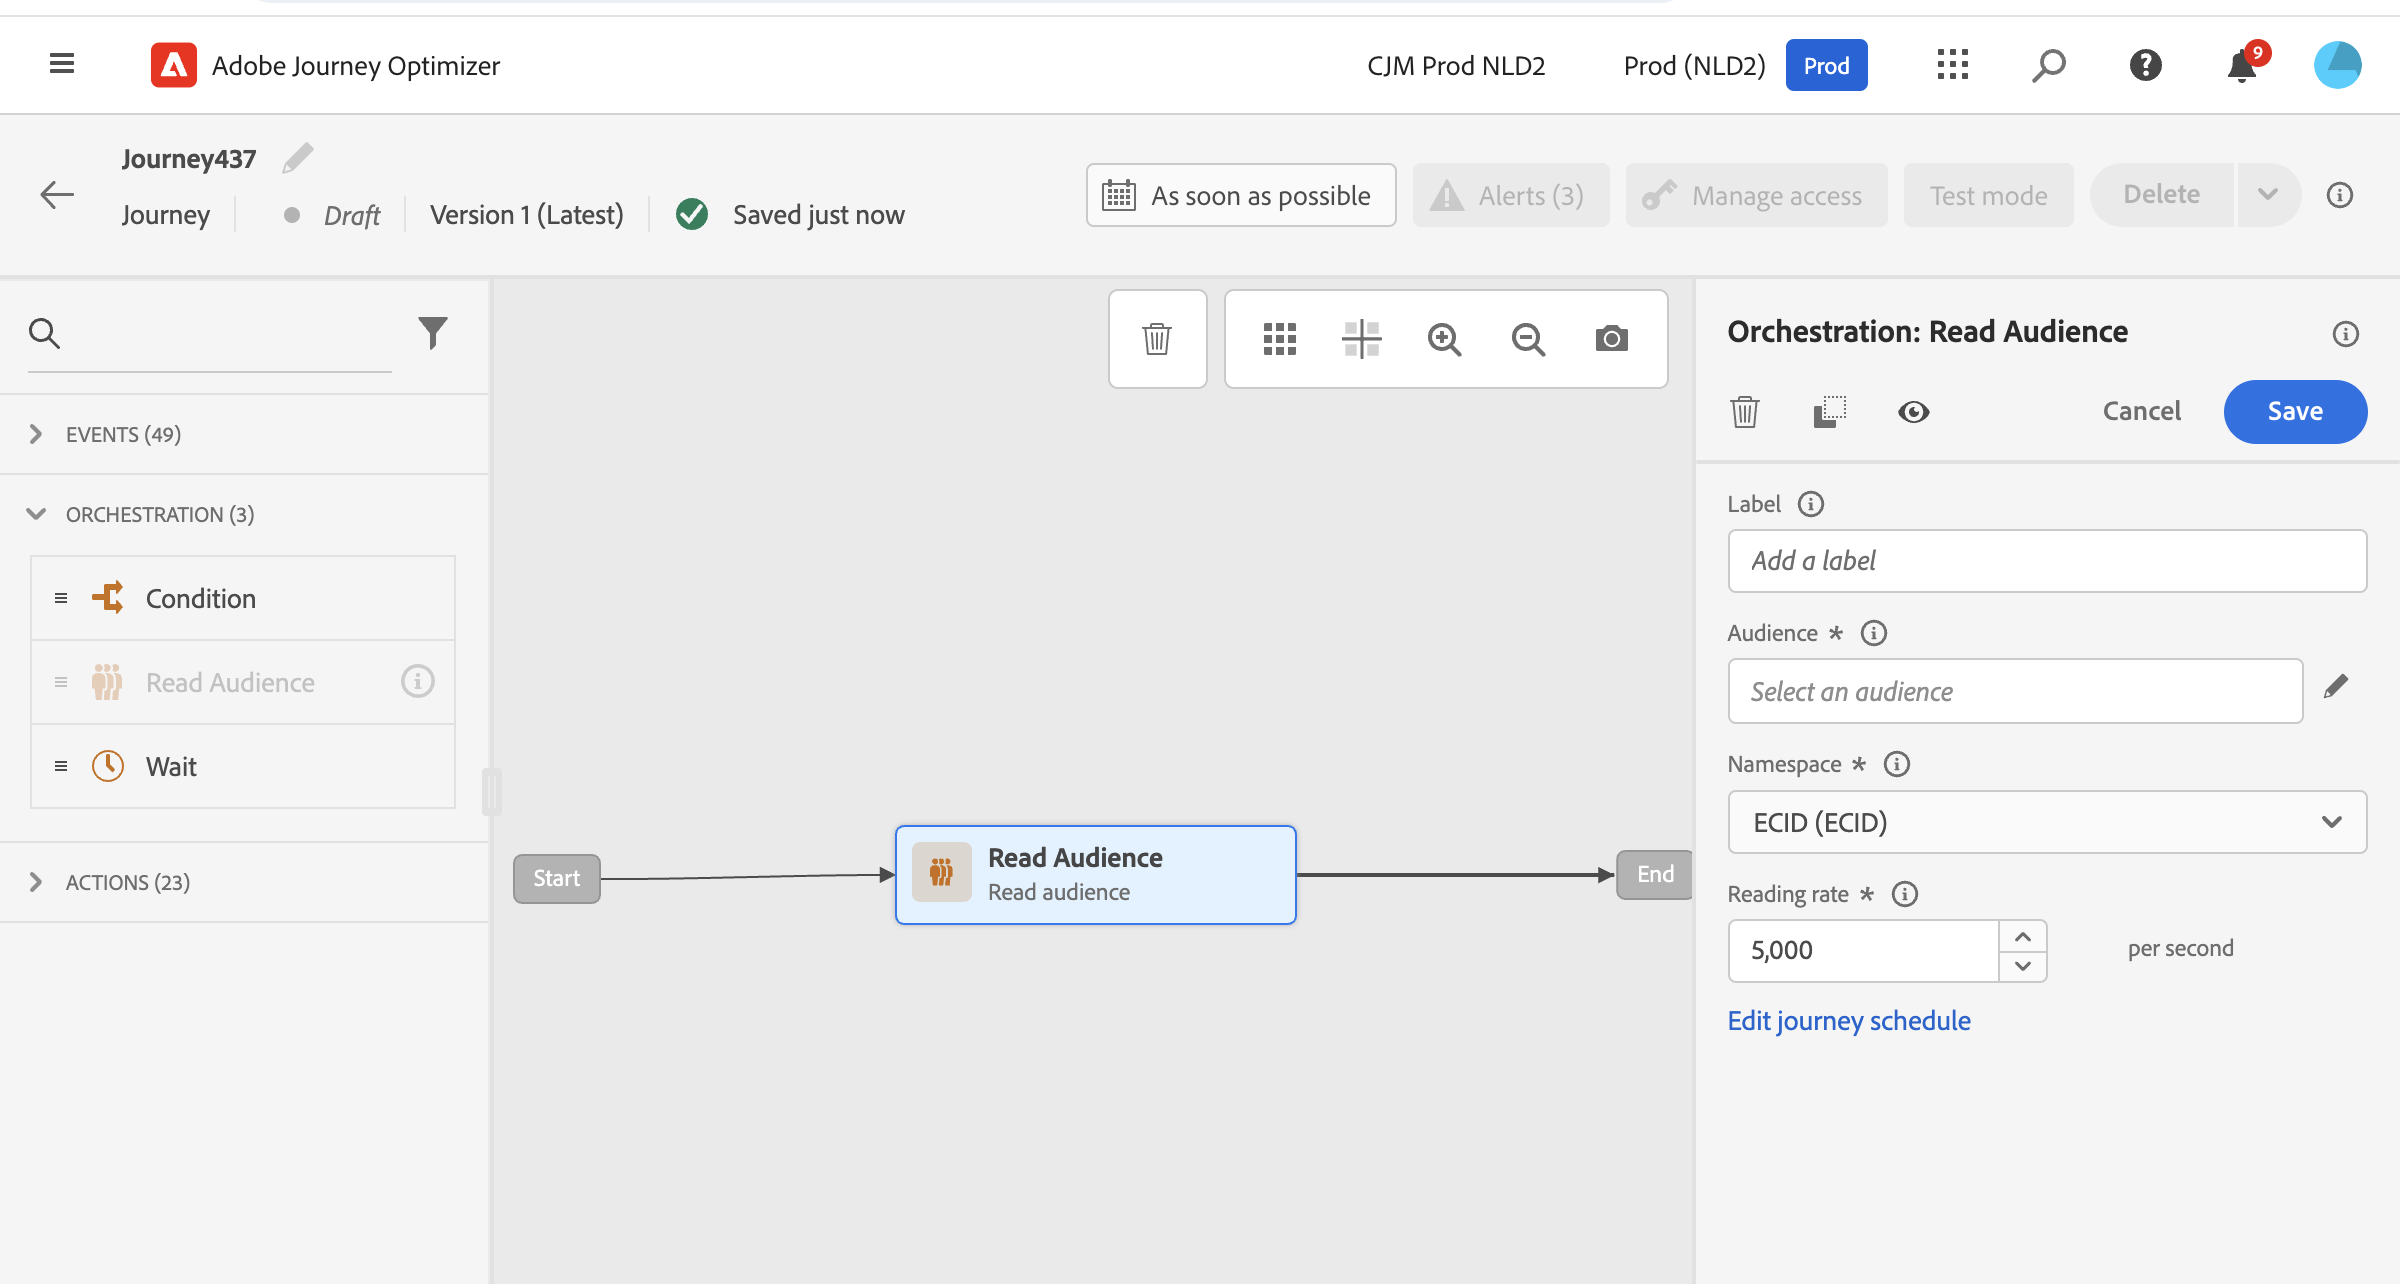 Adobe Journey Optimizer
CJM Prod NLD2
Prod (NLD2)
Prod
9
Journey437
Journey
Draft
Version 1 (Latest)
Saved just now
As soon as possible
Alerts (3)
Manage access
Test mode
Delete
EVENTS (49)
ORCHESTRATION (3)
Condition
Read Audience
Wait
ACTIONS (23)
Start
Read Audience
Read audience
End
Orchestration: Read Audience
Cancel
Save
Label
Add a label
Audience *
Select an audience
Namespace *
ECID (ECID)
Reading rate *
5,000
per second
Edit journey schedule